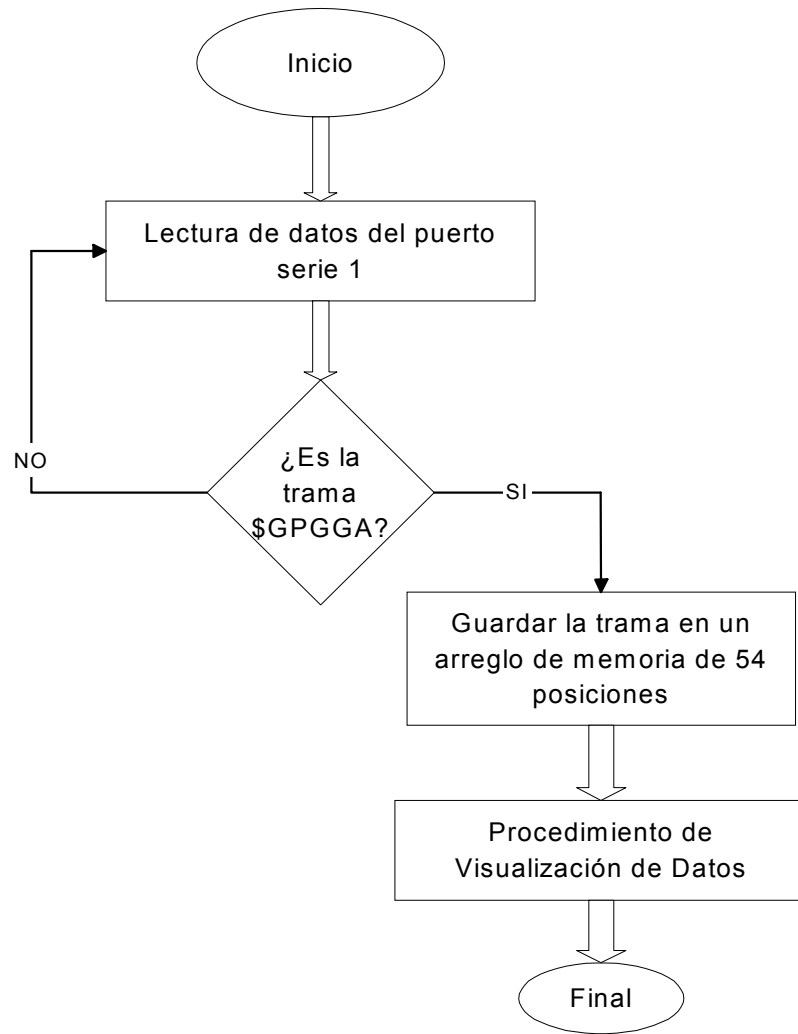 Inicio
Lectura de datos del puerto
serie 1
¿Es la
trama
$GPGGA?
NO
SI
Guardar la trama en un
arreglo de memoria de 54
posiciones
Procedimiento de
Visualización de Datos
Final